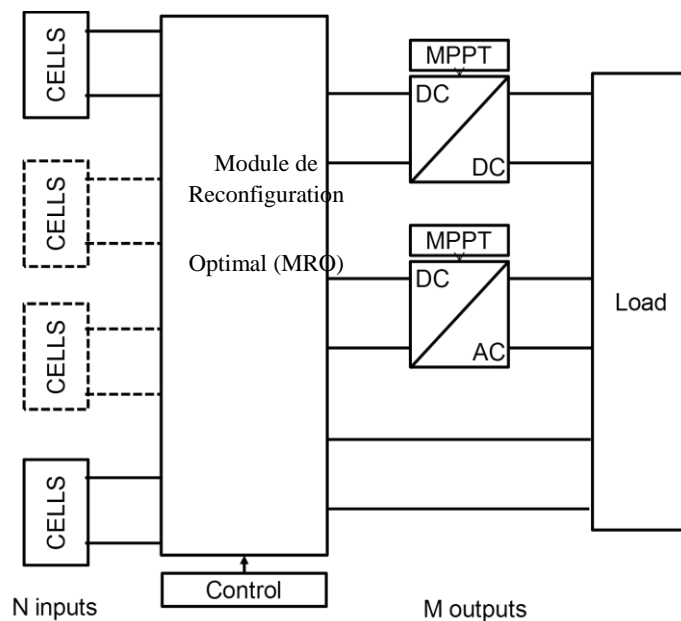 CELLS
CELLS
CELLS
CELLS
Module de
Reconfiguration
Optimal (MRO)
Control
MPPT
DC
DC
MPPT
DC
AC
Load
N inputs
M outputs